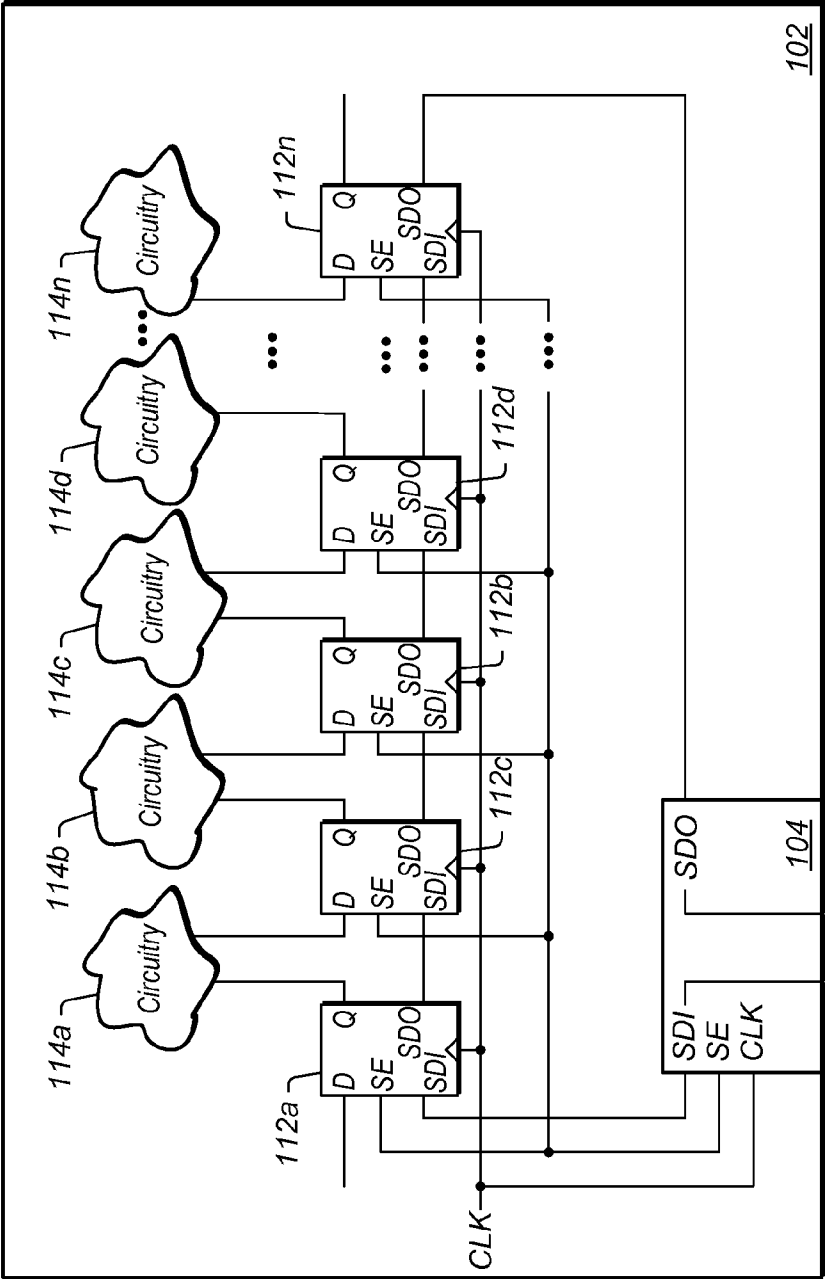 114a
114b
114c
114d
114n
Circuitry
Circuitry
Circuitry
Circuitry
Circuitry
112a
D
Q
SE
SDO
SDI
D
Q
SE
SDO
SDI
112c
D
Q
SE
SDO
SDI
112b
D
Q
SE
SDO
SDI
112d
D
Q
SE
SDO
SDI
112n
CLK
SDI
SE
CLK
SDO
104
102